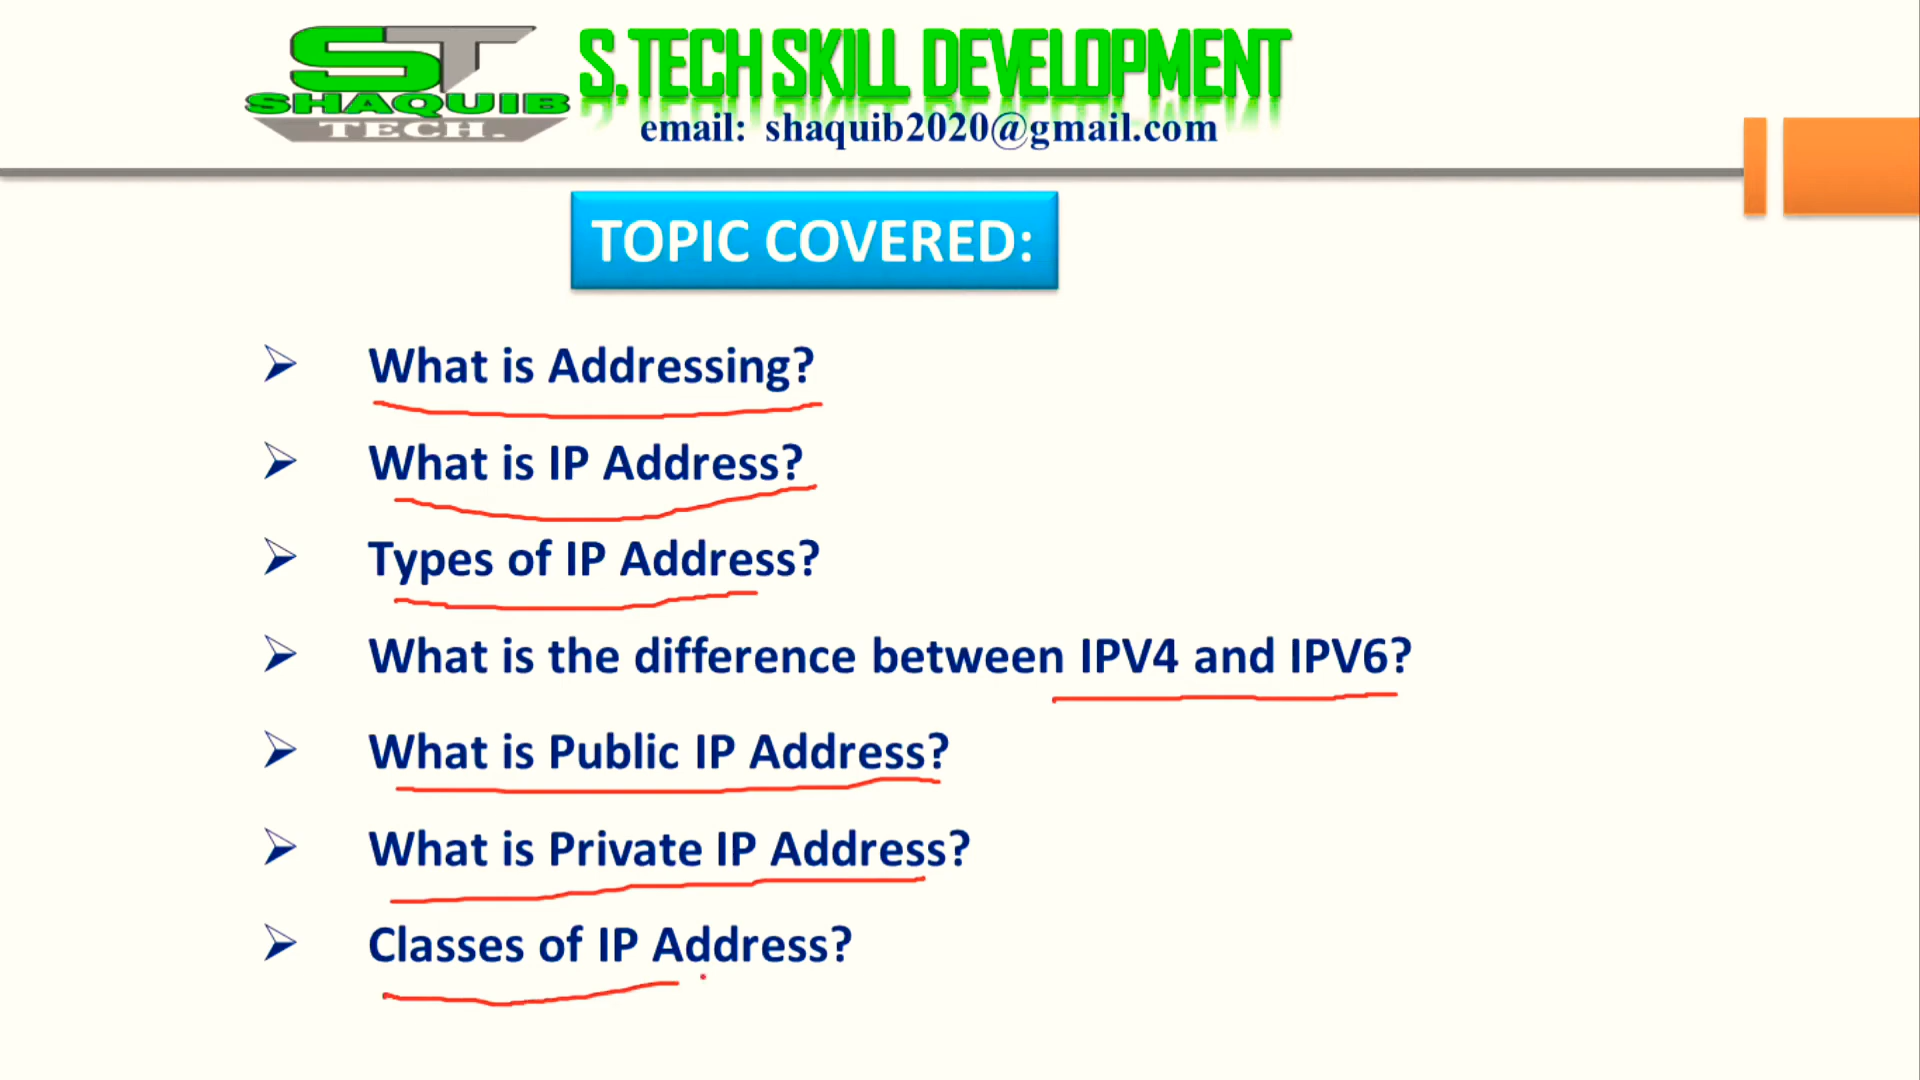 ST
SHAQUIB
TECH.
S.TECH SKILL DEVELOPMENT
email: shaquib2020@gmail.com
TOPIC COVERED:
What is Addressing?
What is IP Address?
Types of IP Address?
What is the difference between IPV4 and IPV6?
What is Public IP Address?
What is Private IP Address?
Classes of IP Address?